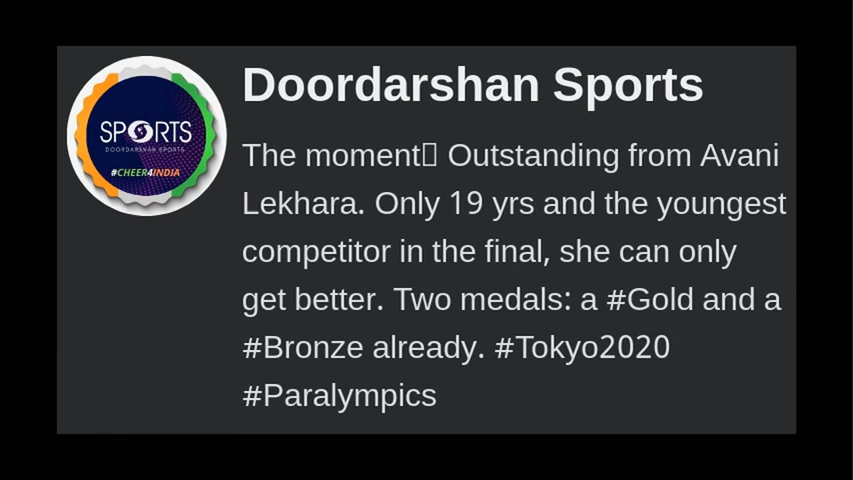 SPORTS
DOORDARSHAN SPORTS
#CHEER4INDIA
Doordarshan Sports
The moment Outstanding from Avani
Lekhara. Only 19 yrs and the youngest
competitor in the final, she can only
get better. Two medals: a #Gold and a
#Bronze already. #Tokyo2020
#Paralympics